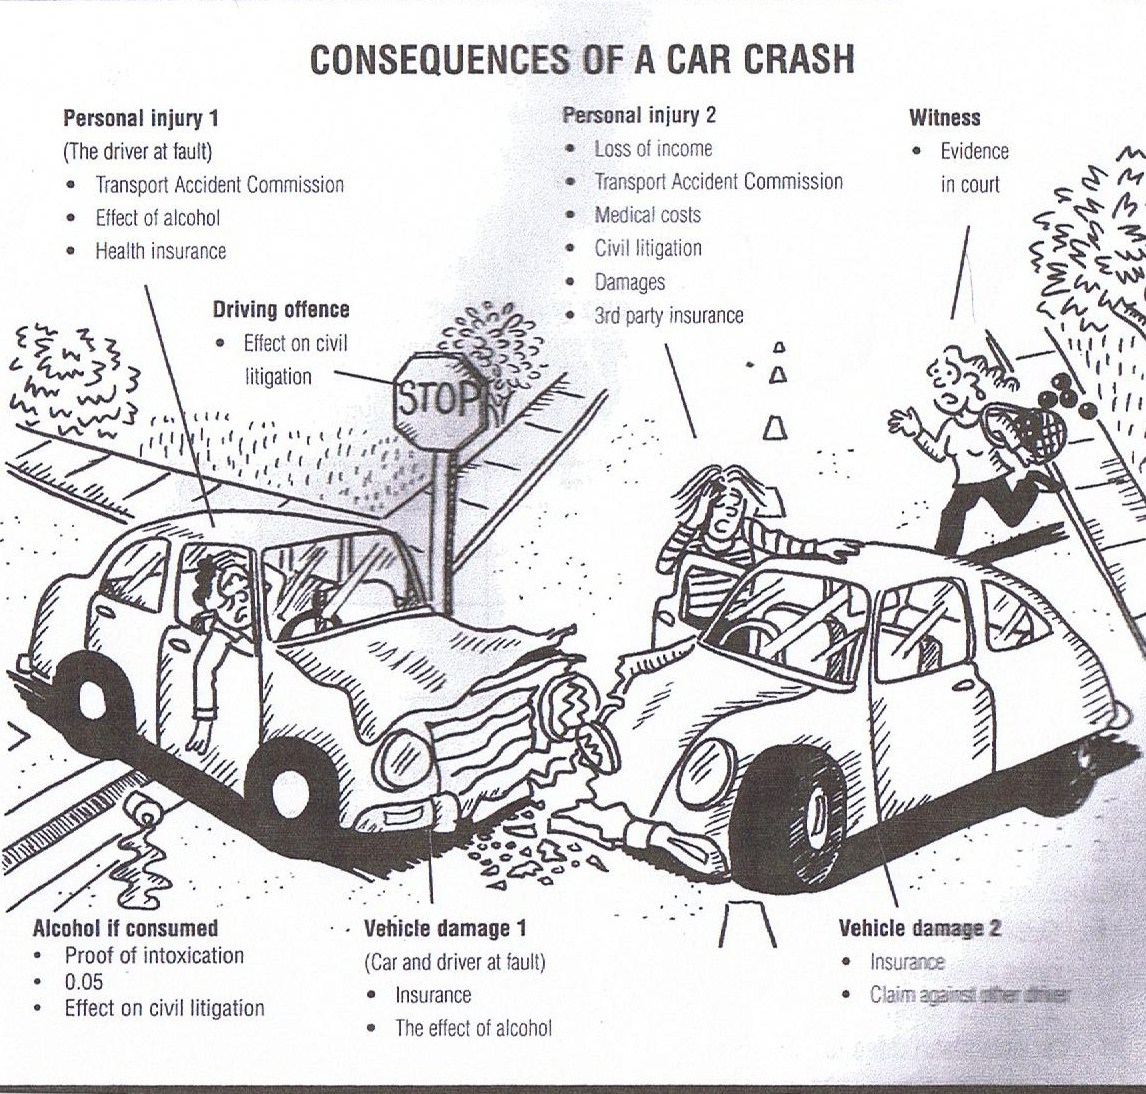 CONSEQUENCES OF A CAR CRASH
Personal injury 1
(The driver at fault)
• Transport Accident Commission
• Effect of alcohol
• Health insurance
Driving offence
• Effect on civil
litigation
STOP
Personal injury 2
• Loss of income
• Transport Accident Commission
• Medical costs
• Civil litigation
• Damages
• 3rd party insurance
Witness
• Evidence
in court
Alcohol if consumed
• Proof of intoxication
• 0.05
• Effect on civil litigation
Vehicle damage 1
(Car and driver at fault)
• Insurance
• The effect of alcohol
Vehicle damage 2
• Insurance
• Claim against other driver